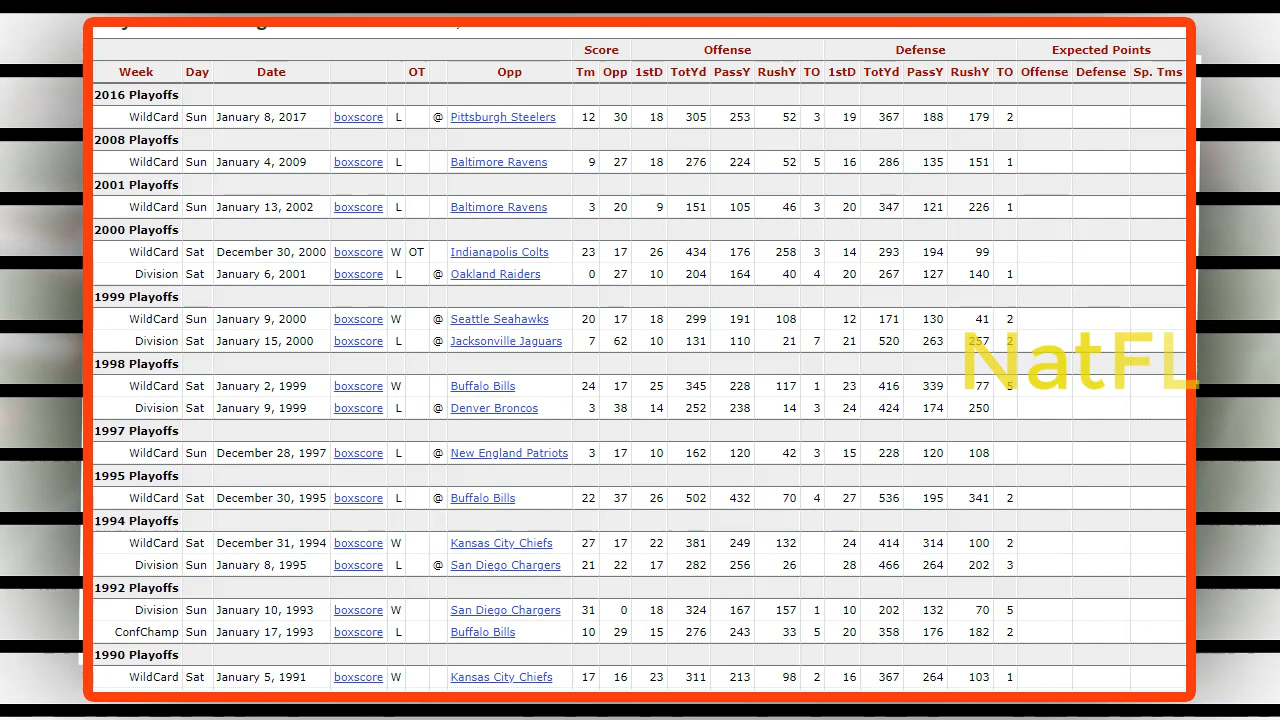 Score Offense Defense Expected Points
Week Day Date OT Opp Tm Opp 1stD TotYd PassY RushY TO 1stD TotYd PassY RushY TO Offense Defense Sp. Tms
2016 Playoffs
WildCard Sun January 8, 2017 boxscore L @ Pittsburgh Steelers 12 30 18 305 253 52 3 19 367 188 179 2
2008 Playoffs
WildCard Sun January 4, 2009 boxscore L Baltimore Ravens 9 27 18 276 224 52 5 16 286 135 151 1
2001 Playoffs
WildCard Sun January 13, 2002 boxscore L Baltimore Ravens 3 20 9 151 105 46 3 20 347 121 226 1
2000 Playoffs
WildCard Sat December 30, 2000 boxscore W OT Indianapolis Colts 23 17 26 434 176 258 3 14 293 194 99
Division Sat January 6, 2001 boxscore L @ Oakland Raiders 0 27 10 204 164 40 4 20 267 127 140 1
1999 Playoffs
WildCard Sun January 9, 2000 boxscore W @ Seattle Seahawks 20 17 18 299 191 108 12 171 130 41 2
Division Sat January 15, 2000 boxscore L @ Jacksonville Jaguars 7 62 10 131 110 21 7 21 520 263 257 2
NatFL
1998 Playoffs
WildCard Sat January 2, 1999 boxscore W Buffalo Bills 24 17 25 345 228 117 1 23 416 339 77 5
Division Sat January 9, 1999 boxscore L @ Denver Broncos 3 38 14 252 238 14 3 24 424 174 250
1997 Playoffs
WildCard Sun December 28, 1997 boxscore L @ New England Patriots 3 17 10 162 120 42 3 15 228 120 108
1995 Playoffs
WildCard Sat December 30, 1995 boxscore L @ Buffalo Bills 22 37 26 502 432 70 4 27 536 195 341 2
1994 Playoffs
WildCard Sat December 31, 1994 boxscore W Kansas City Chiefs 27 17 22 381 249 132 24 414 314 100 2
Division Sun January 8, 1995 boxscore L @ San Diego Chargers 21 22 17 282 256 26 28 466 264 202 3
1992 Playoffs
Division Sun January 10, 1993 boxscore W San Diego Chargers 31 0 18 324 167 157 1 10 202 132 70 5
ConfChamp Sun January 17, 1993 boxscore L Buffalo Bills 10 29 15 276 243 33 5 20 358 176 182 2
1990 Playoffs
WildCard Sat January 5, 1991 boxscore W Kansas City Chiefs 17 16 23 311 213 98 2 16 367 264 103 1